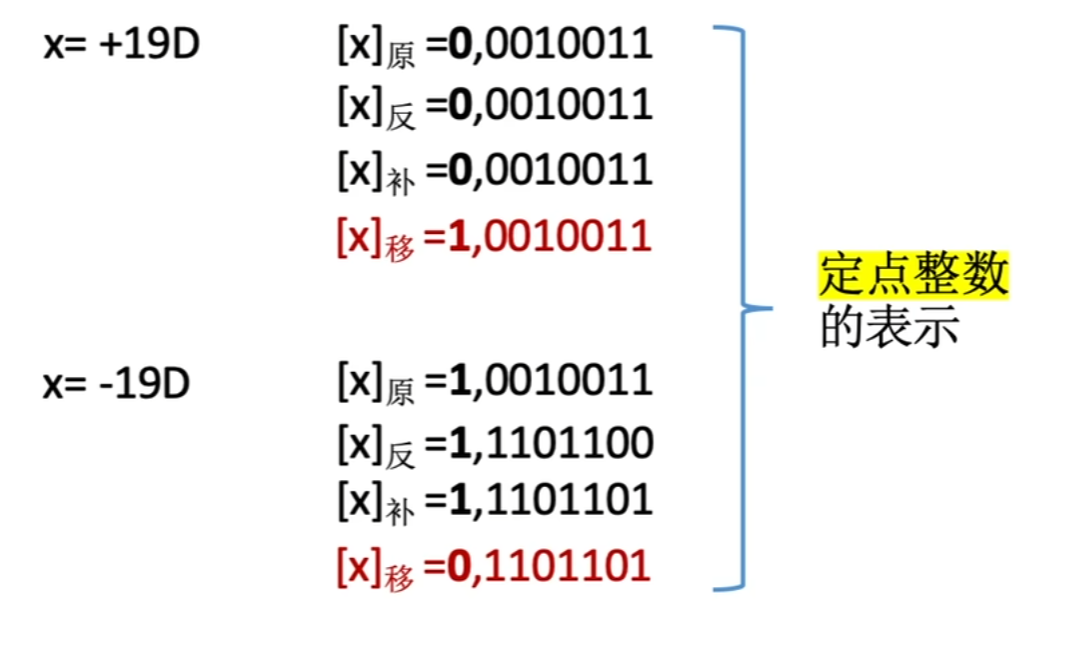 x= +19D
[x]原 =0,0010011
[x]反 =0,0010011
[x]补 =0,0010011
[x]移 =1,0010011
x= -19D
[x]原 =1,0010011
[x]反 =1,1101100
[x]补 =1,1101101
[x]移 =0,1101101
定点整数
的表示